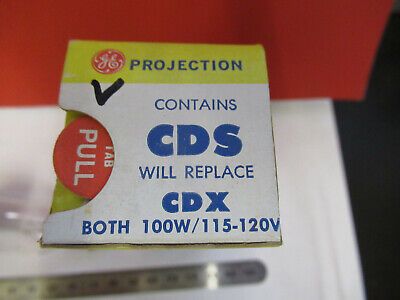 GE PROJECTION
CONTAINS
CDS
WILL REPLACE
CDX
BOTH 100W/115-120V
TAB
PULL